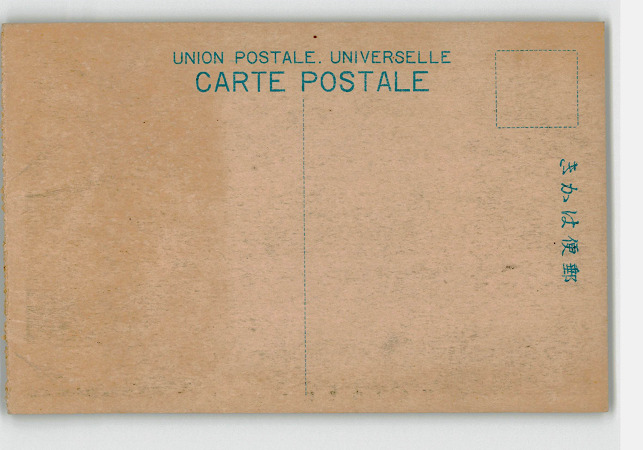 UNION POSTALE. UNIVERSELLE
CARTE POSTALE
きかは便郵